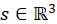 s ∈ ℝ³